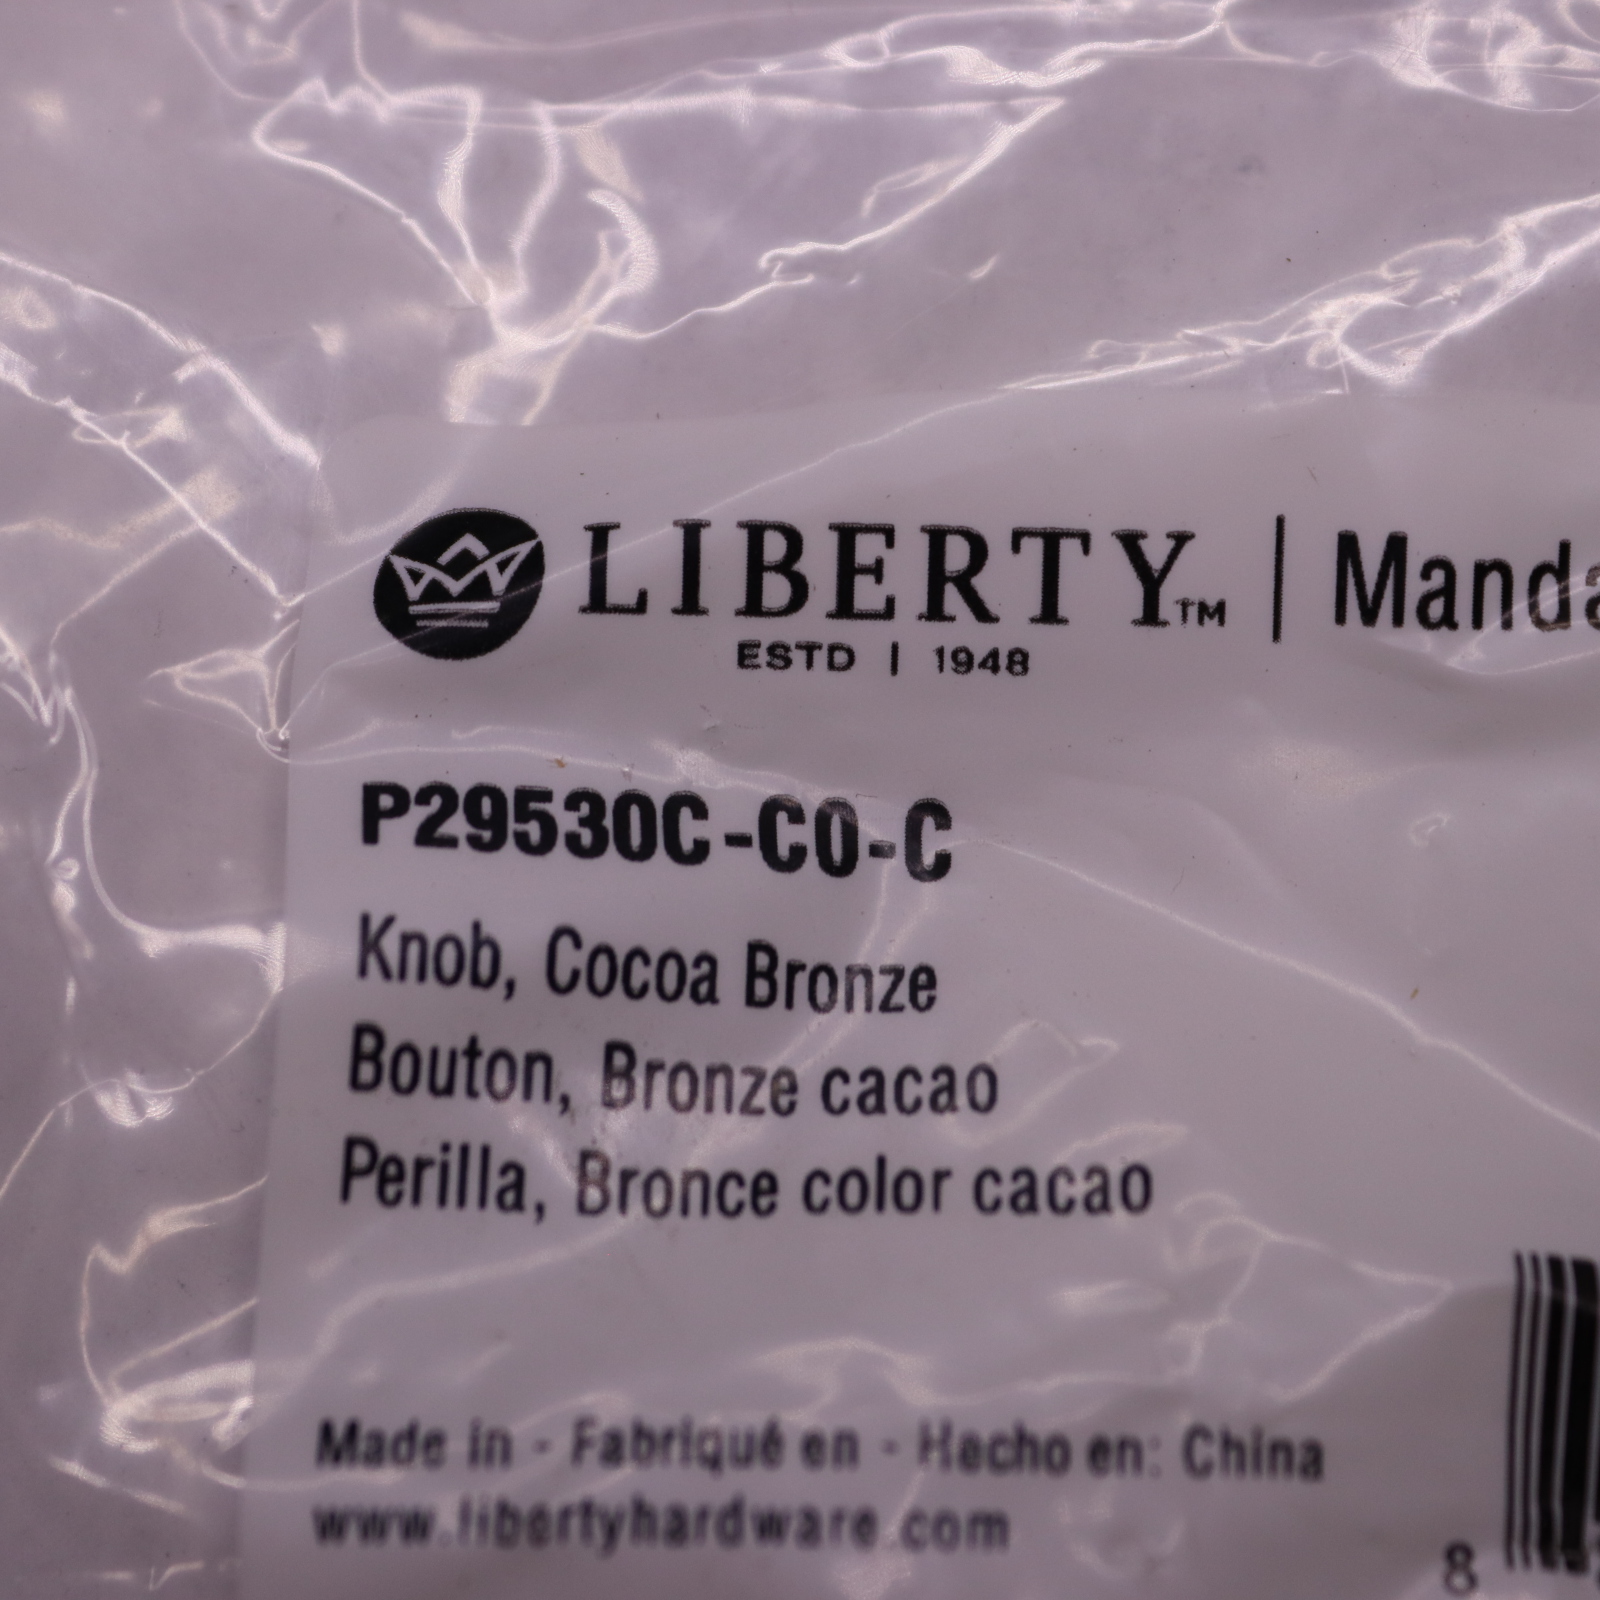 LIBERTY™ | Manda
ESTD | 1948
P29530C-CO-C
Knob, Cocoa Bronze
Bouton, Bronze cacao
Perilla, Bronce color cacao
Made in - Fabriqué en - Hecho en: China
www.libertyhardware.com
8